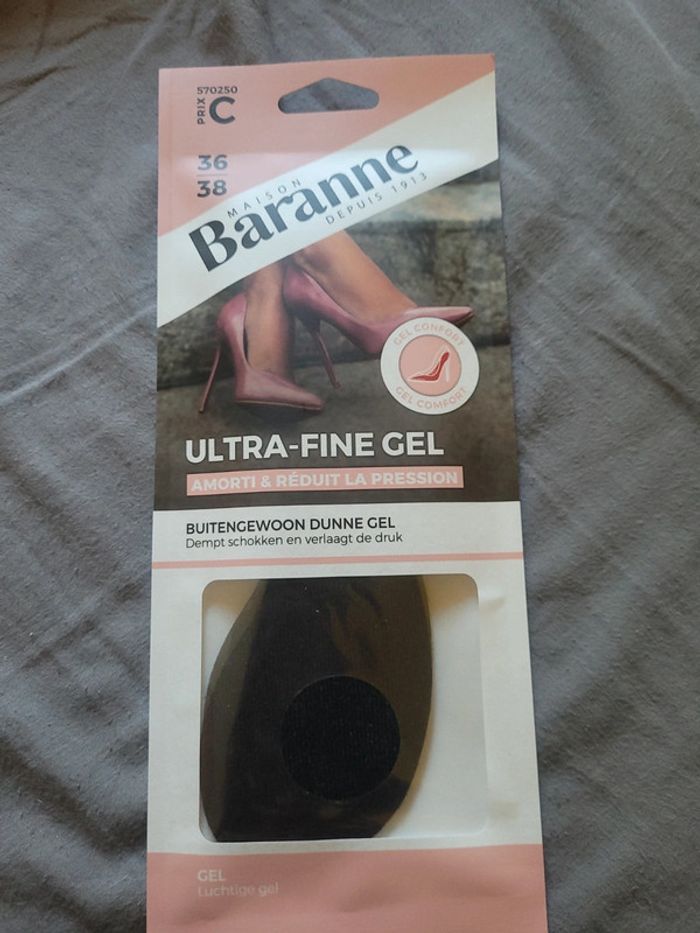 570250
PRIX C
36
38
MAISON
Baranne
DEPUIS 1913
GEL CONFORT
GEL COMFORT
ULTRA-FINE GEL
AMORTI & RÉDUIT LA PRESSION
BUITENGEWOON DUNNE GEL
Dempt schokken en verlaagt de druk
GEL
Luchtige gel